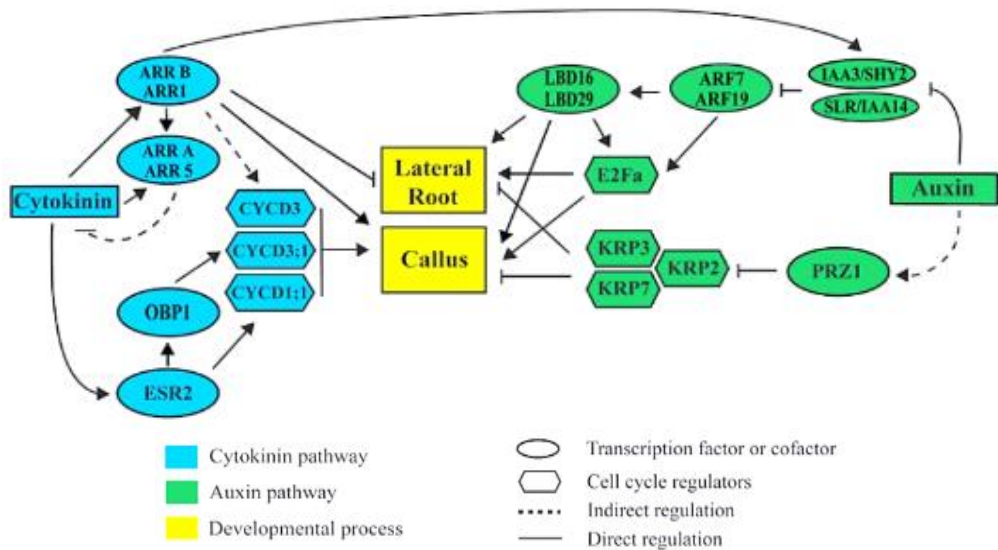 ARR B
ARR1
ARR A
ARR 5
Cytokinin
CYCD3
CYCD3;1
CYCD1;1
OBP1
ESR2
Lateral
Root
Callus
LBD16
LBD29
ARF7
ARF19
IAA3/SHY2
SLR/IAA14
E2Fa
Auxin
KRP3
KRP2
KRP7
PRZ1
Cytokinin pathway
Auxin pathway
Developmental process
Transcription factor or cofactor
Cell cycle regulators
Indirect regulation
Direct regulation